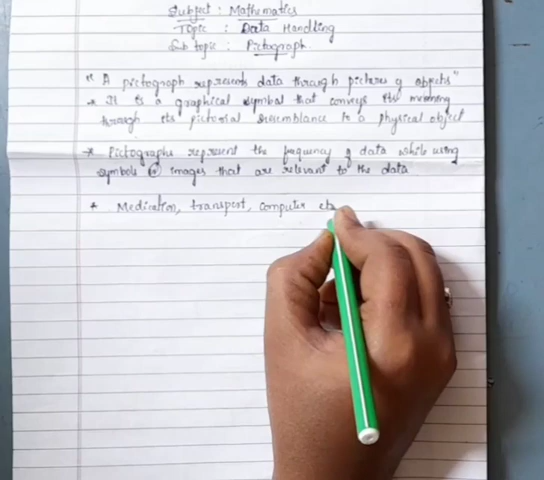 Subject : Mathematics
Topic : Data Handling
Sub topic : Pictograph
" A pictograph represents data through pictures of objects"
* It is a graphical symbol that conveys its meaning
through its pictorial resemblance to a physical object
* Pictographs represent the frequency of data while using
symbols or images that are relevant to the data
* Medication, transport, computer etc